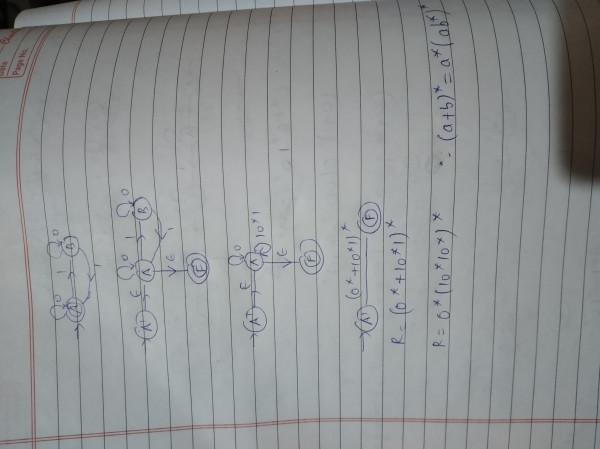 Page No.
Date
0 0
A 1 B
1
0 0
A' ε A 1 B
1
ε
F
0
A' ε A 10*1
ε
F
A' (0*+10*1)* F
R = (0*+10*1)*
R = 0*(10*10*)* ∵ (a+b)* = a*(ab*)*